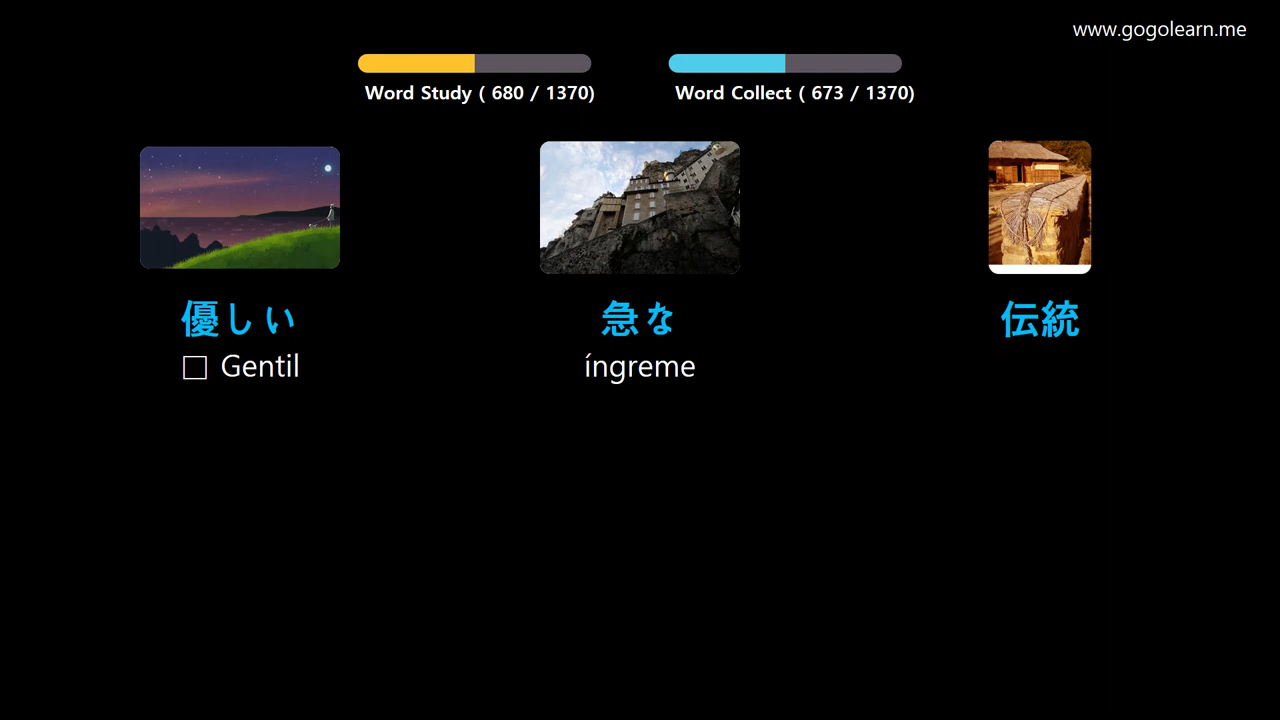 www.gogolearn.me
Word Study ( 680 / 1370)
Word Collect ( 673 / 1370)
優しい
□ Gentil
急な
íngreme
伝統